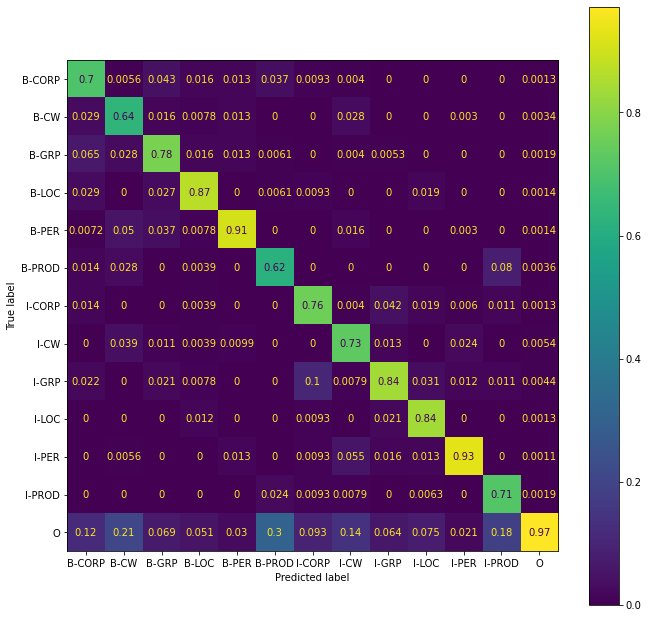 B-CORP 0.7 0.0056 0.043 0.016 0.013 0.037 0.0093 0.004 0 0 0 0 0.0013
B-CW 0.029 0.64 0.016 0.0078 0.013 0 0 0.028 0 0 0.003 0 0.0034
B-GRP 0.065 0.028 0.78 0.016 0.013 0.0061 0 0.004 0.0053 0 0 0 0.0019
B-LOC 0.029 0 0.027 0.87 0 0.0061 0.0093 0 0 0.019 0 0 0.0014
B-PER 0.0072 0.05 0.037 0.0078 0.91 0 0 0.016 0 0 0.003 0 0.0014
B-PROD 0.014 0.028 0 0.0039 0 0.62 0 0 0 0 0 0.08 0.0036
I-CORP 0.014 0 0 0.0039 0 0 0.76 0.004 0.042 0.019 0.006 0.011 0.0013
I-CW 0 0.039 0.011 0.0039 0.0099 0 0 0.73 0.013 0 0.024 0 0.0054
I-GRP 0.022 0 0.021 0.0078 0 0 0.1 0.0079 0.84 0.031 0.012 0.011 0.0044
I-LOC 0 0 0 0.012 0 0 0.0093 0 0.021 0.84 0 0 0.0013
I-PER 0 0.0056 0 0 0.013 0 0.0093 0.055 0.016 0.013 0.93 0 0.0011
I-PROD 0 0 0 0 0 0.024 0.0093 0.0079 0 0.0063 0 0.71 0.0019
O 0.12 0.21 0.069 0.051 0.03 0.3 0.093 0.14 0.064 0.075 0.021 0.18 0.97
B-CORP B-CW B-GRP B-LOC B-PER B-PROD I-CORP I-CW I-GRP I-LOC I-PER I-PROD O
Predicted label
True label
0.8
0.6
0.4
0.2
0.0